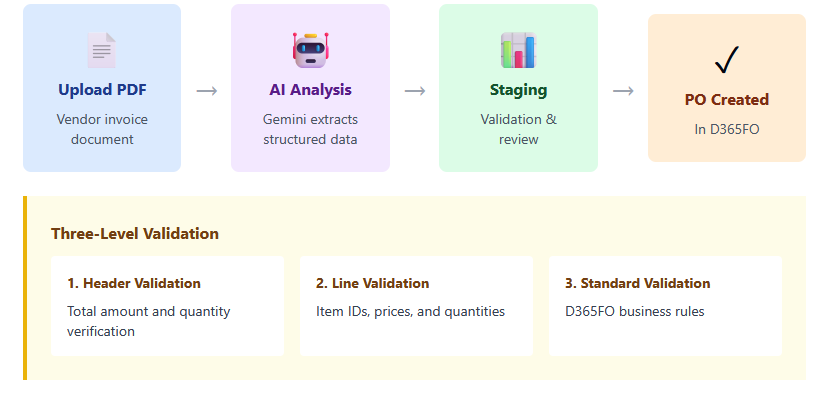 Upload PDF
Vendor invoice
document
AI Analysis
Gemini extracts
structured data
Staging
Validation &
review
PO Created
In D365FO
Three-Level Validation
1. Header Validation
Total amount and quantity
verification
2. Line Validation
Item IDs, prices, and quantities
3. Standard Validation
D365FO business rules